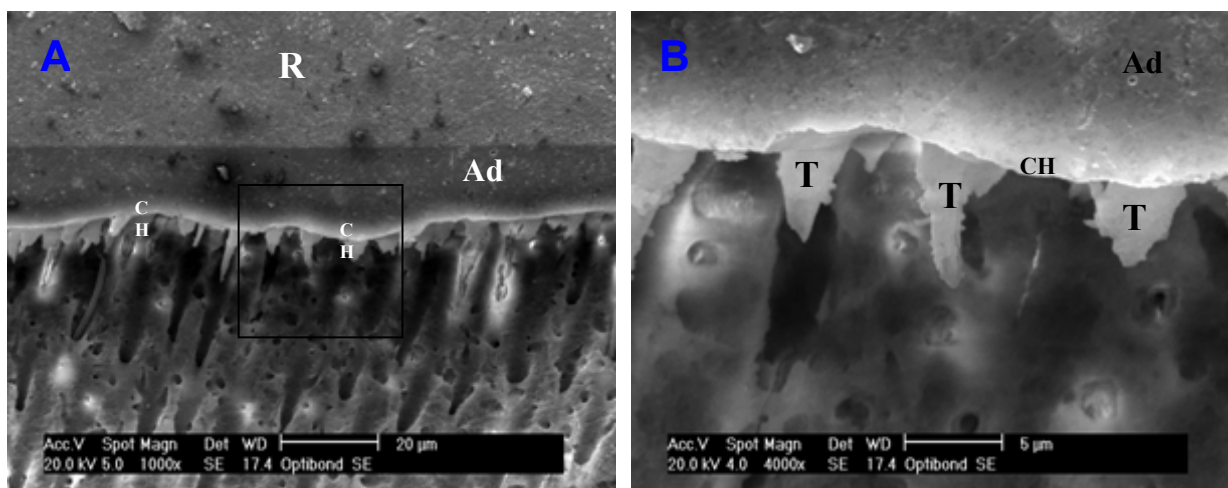 A
R
Ad
C
H
C
H
Acc.V Spot Magn Det WD 20 µm
20.0 kV 5.0 1000x SE 17.4 Optibond SE
B
Ad
CH
T
T
T
Acc.V Spot Magn Det WD 5 µm
20.0 kV 4.0 4000x SE 17.4 Optibond SE